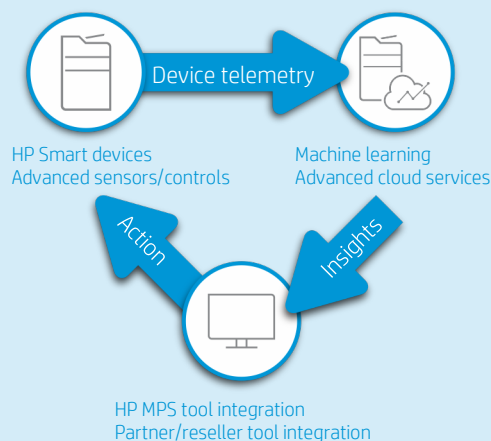 Device telemetry
HP Smart devices
Advanced sensors/controls
Machine learning
Advanced cloud services
Action
Insights
HP MPS tool integration
Partner/reseller tool integration